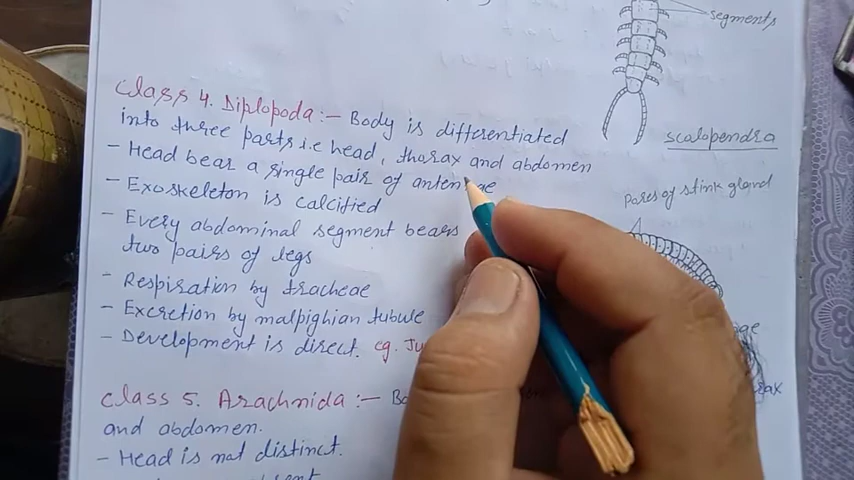 segments
Class 4. Diplopoda :- Body is differentiated
into three parts i.e head, thorax and abdomen
scalopendra
- Head bear a single pair of antennae
Pores of stink gland
- Exoskeleton is calcified
- Every abdominal segment bears
two pairs of legs
- Respiration by tracheae
- Excretion by malpighian tubule
- Development is direct. eg.
Class 5. Arachnida :-
and abdomen.
- Head is not distinct.